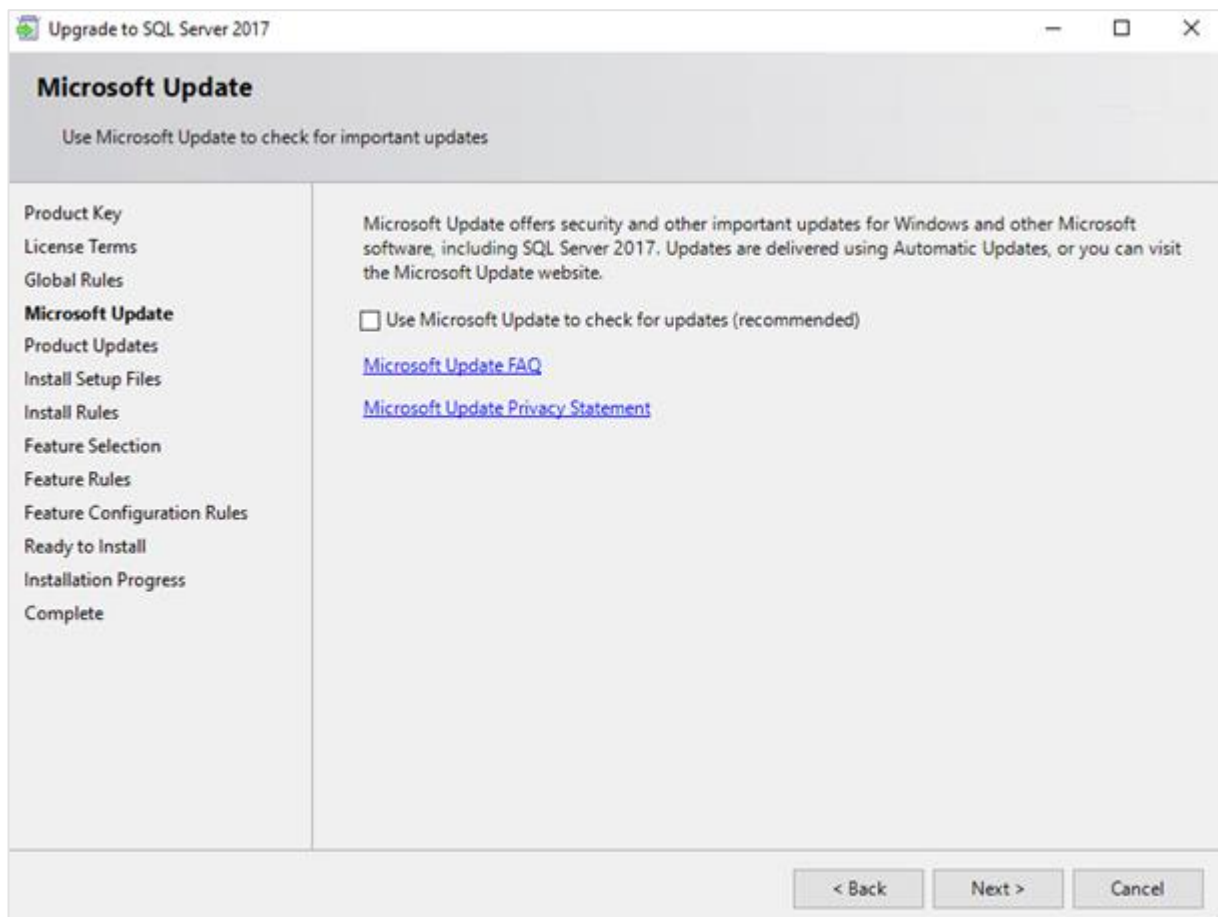 Upgrade to SQL Server 2017
Microsoft Update
Use Microsoft Update to check for important updates
Product Key
License Terms
Global Rules
Microsoft Update
Product Updates
Install Setup Files
Install Rules
Feature Selection
Feature Rules
Feature Configuration Rules
Ready to Install
Installation Progress
Complete
Microsoft Update offers security and other important updates for Windows and other Microsoft
software, including SQL Server 2017. Updates are delivered using Automatic Updates, or you can visit
the Microsoft Update website.
Use Microsoft Update to check for updates (recommended)
Microsoft Update FAQ
Microsoft Update Privacy Statement
< Back
Next >
Cancel